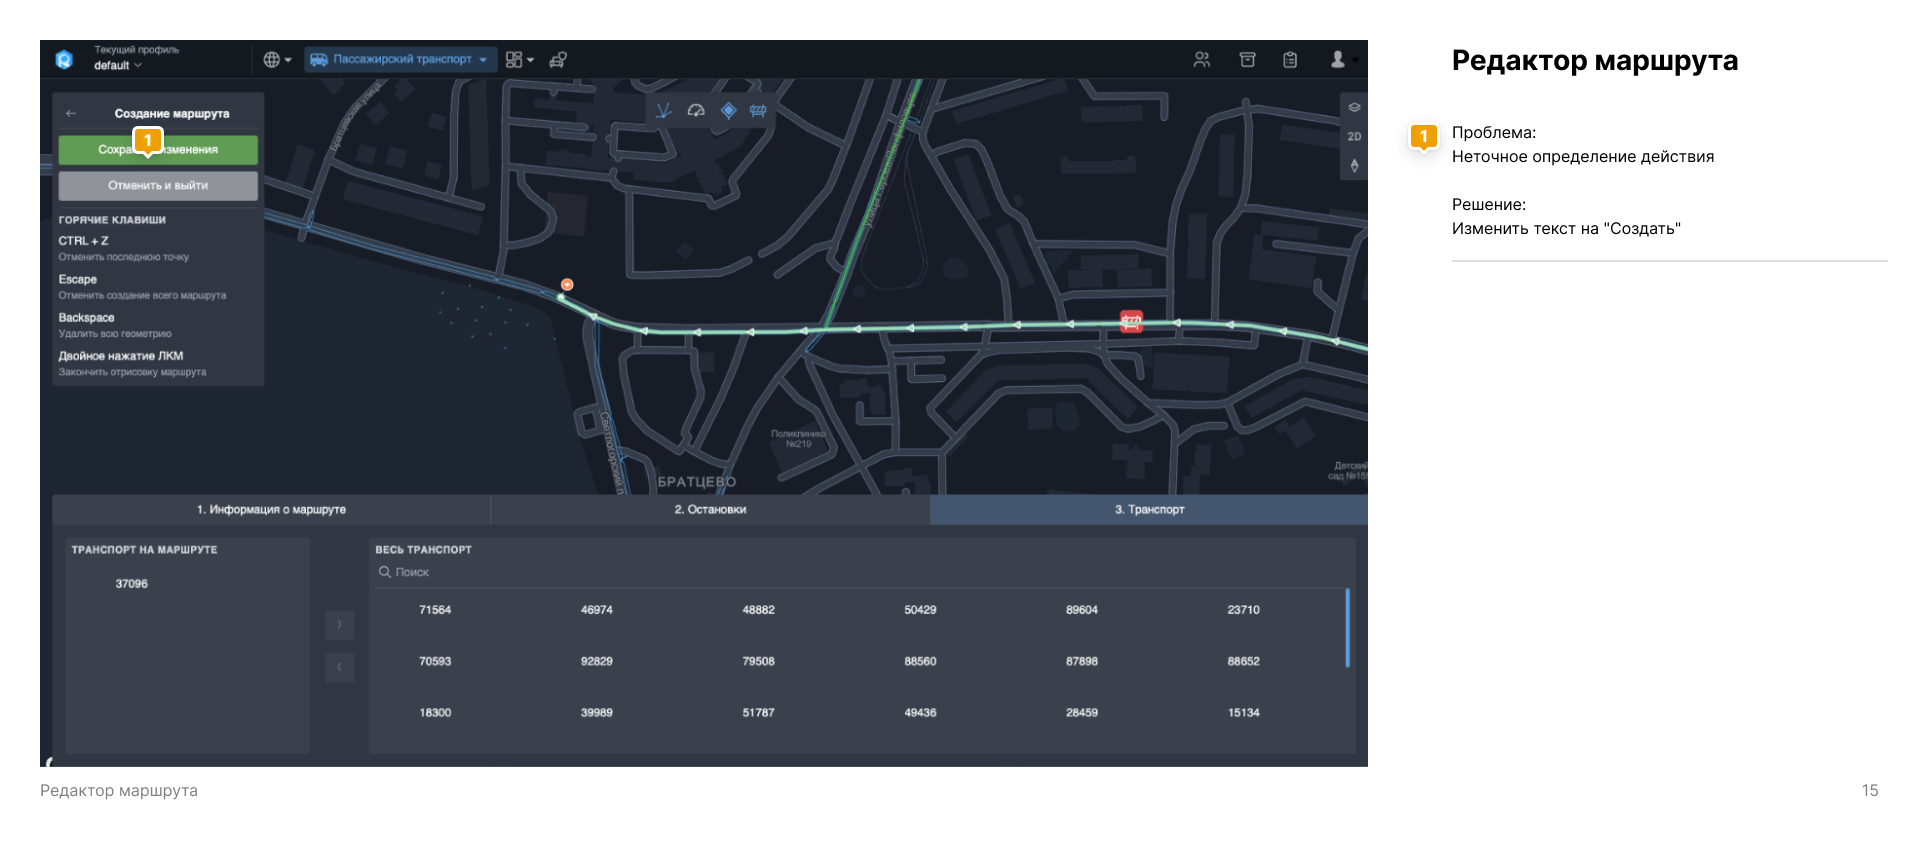 Текущий профиль
default
Пассажирский транспорт
Редактор маршрута
Создание маршрута
1
изменения
Отменить и выйти
ГОРЯЧИЕ КЛАВИШИ
CTRL + Z
Отменить последнюю точку
Escape
Отменить создание всего маршрута
Backspace
Удалить всю геометрию
Двойное нажатие ЛКМ
Закончить отрисовку маршрута
Братцевская улица
2D
Поликлиника
№219
БРАТЦЕВО
Детский
сад
1. Информация о маршруте
2. Остановки
3. Транспорт
ТРАНСПОРТ НА МАРШРУТЕ
37096
ВЕСЬ ТРАНСПОРТ
Поиск
71564 46974 48882 50429 89604 23710
70593 92829 79508 88560 87898 88652
18300 39989 51787 49436 28459 15134
1
Проблема:
Неточное определение действия
Решение:
Изменить текст на "Создать"
Редактор маршрута
15